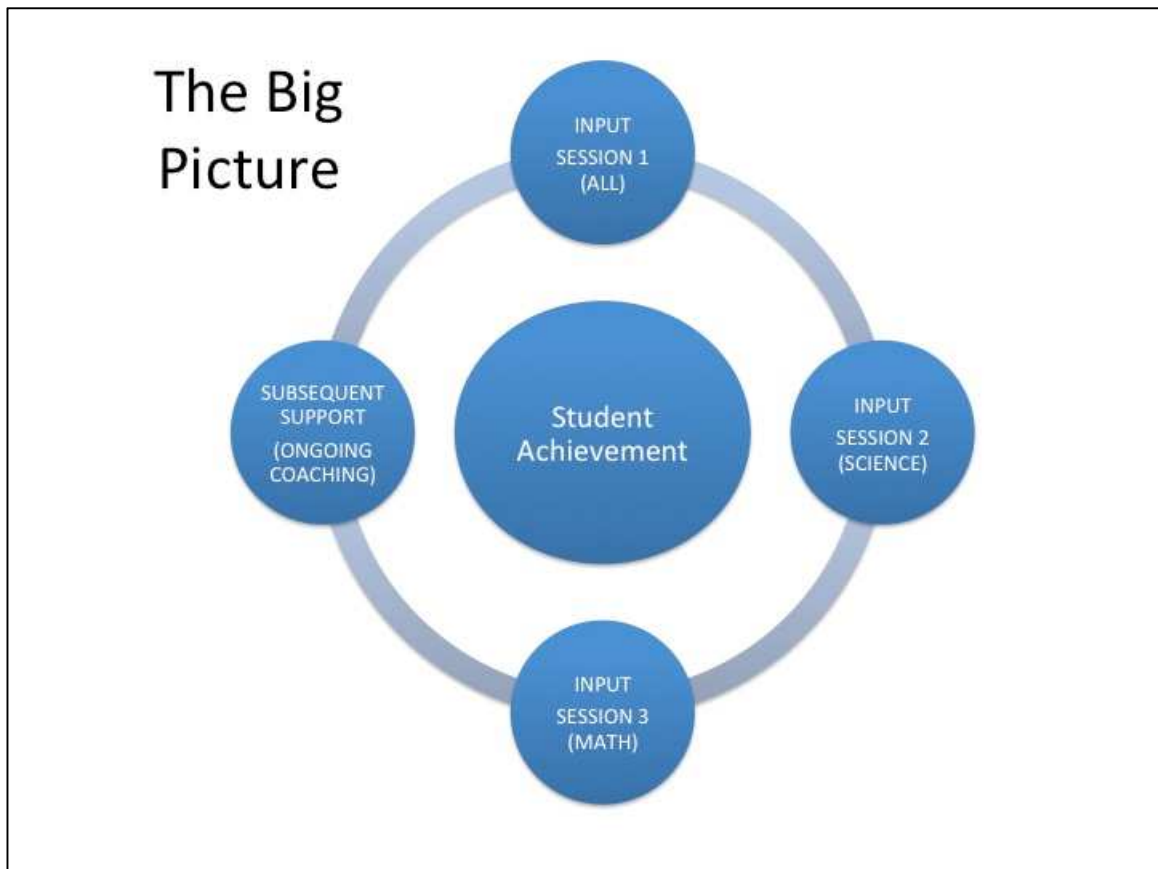 The Big
Picture
INPUT
SESSION 1
(ALL)
SUBSEQUENT
SUPPORT
(ONGOING
COACHING)
Student
Achievement
INPUT
SESSION 2
(SCIENCE)
INPUT
SESSION 3
(MATH)